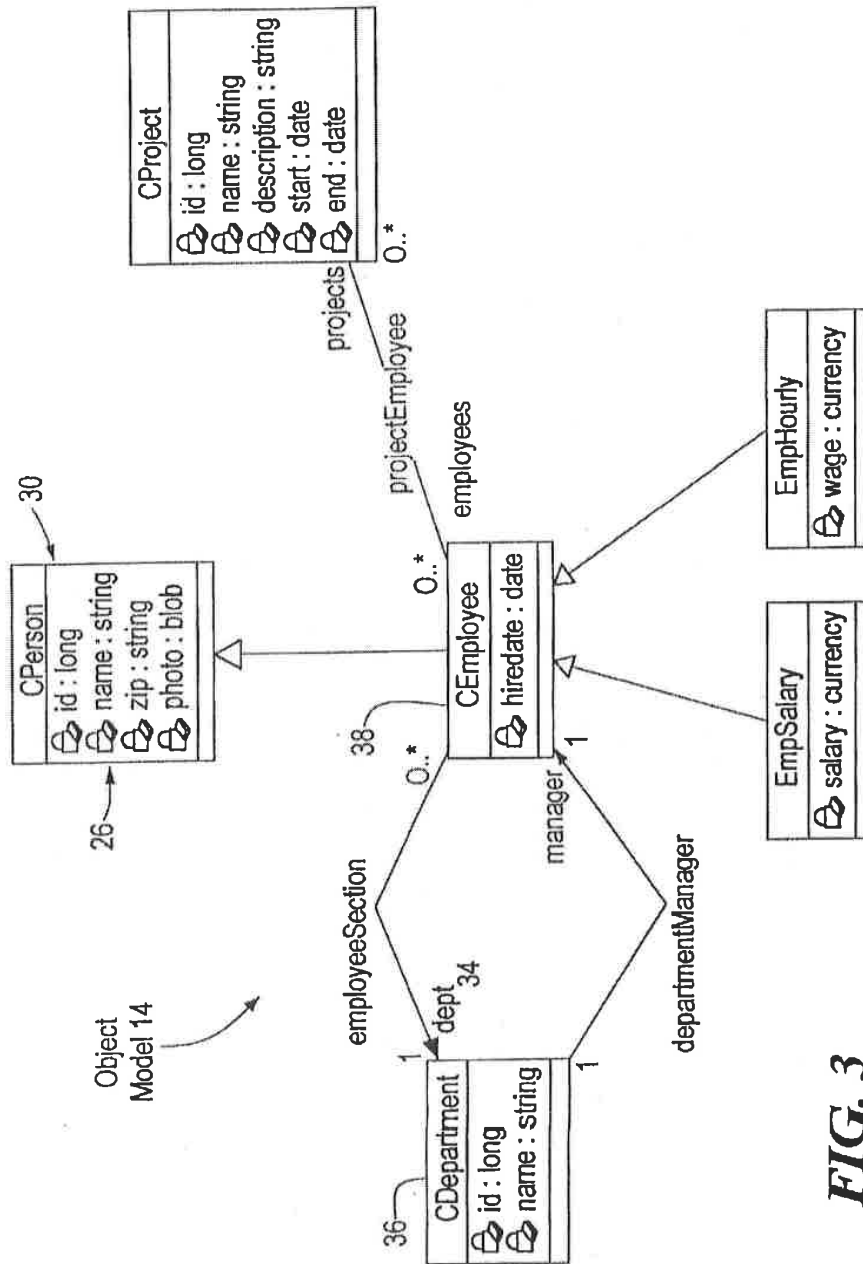 Object
Model 14
CPerson
id : long
name : string
zip : string
photo : blob
26
30
CProject
id : long
name : string
description : string
start : date
end : date
0..*
projects
projectEmployee
employees
0..*
CEmployee
hiredate : date
38
0..*
employeeSection
1
dept
34
36
CDepartment
id : long
name : string
1
departmentManager
manager
1
EmpSalary
salary : currency
EmpHourly
wage : currency
FIG. 3